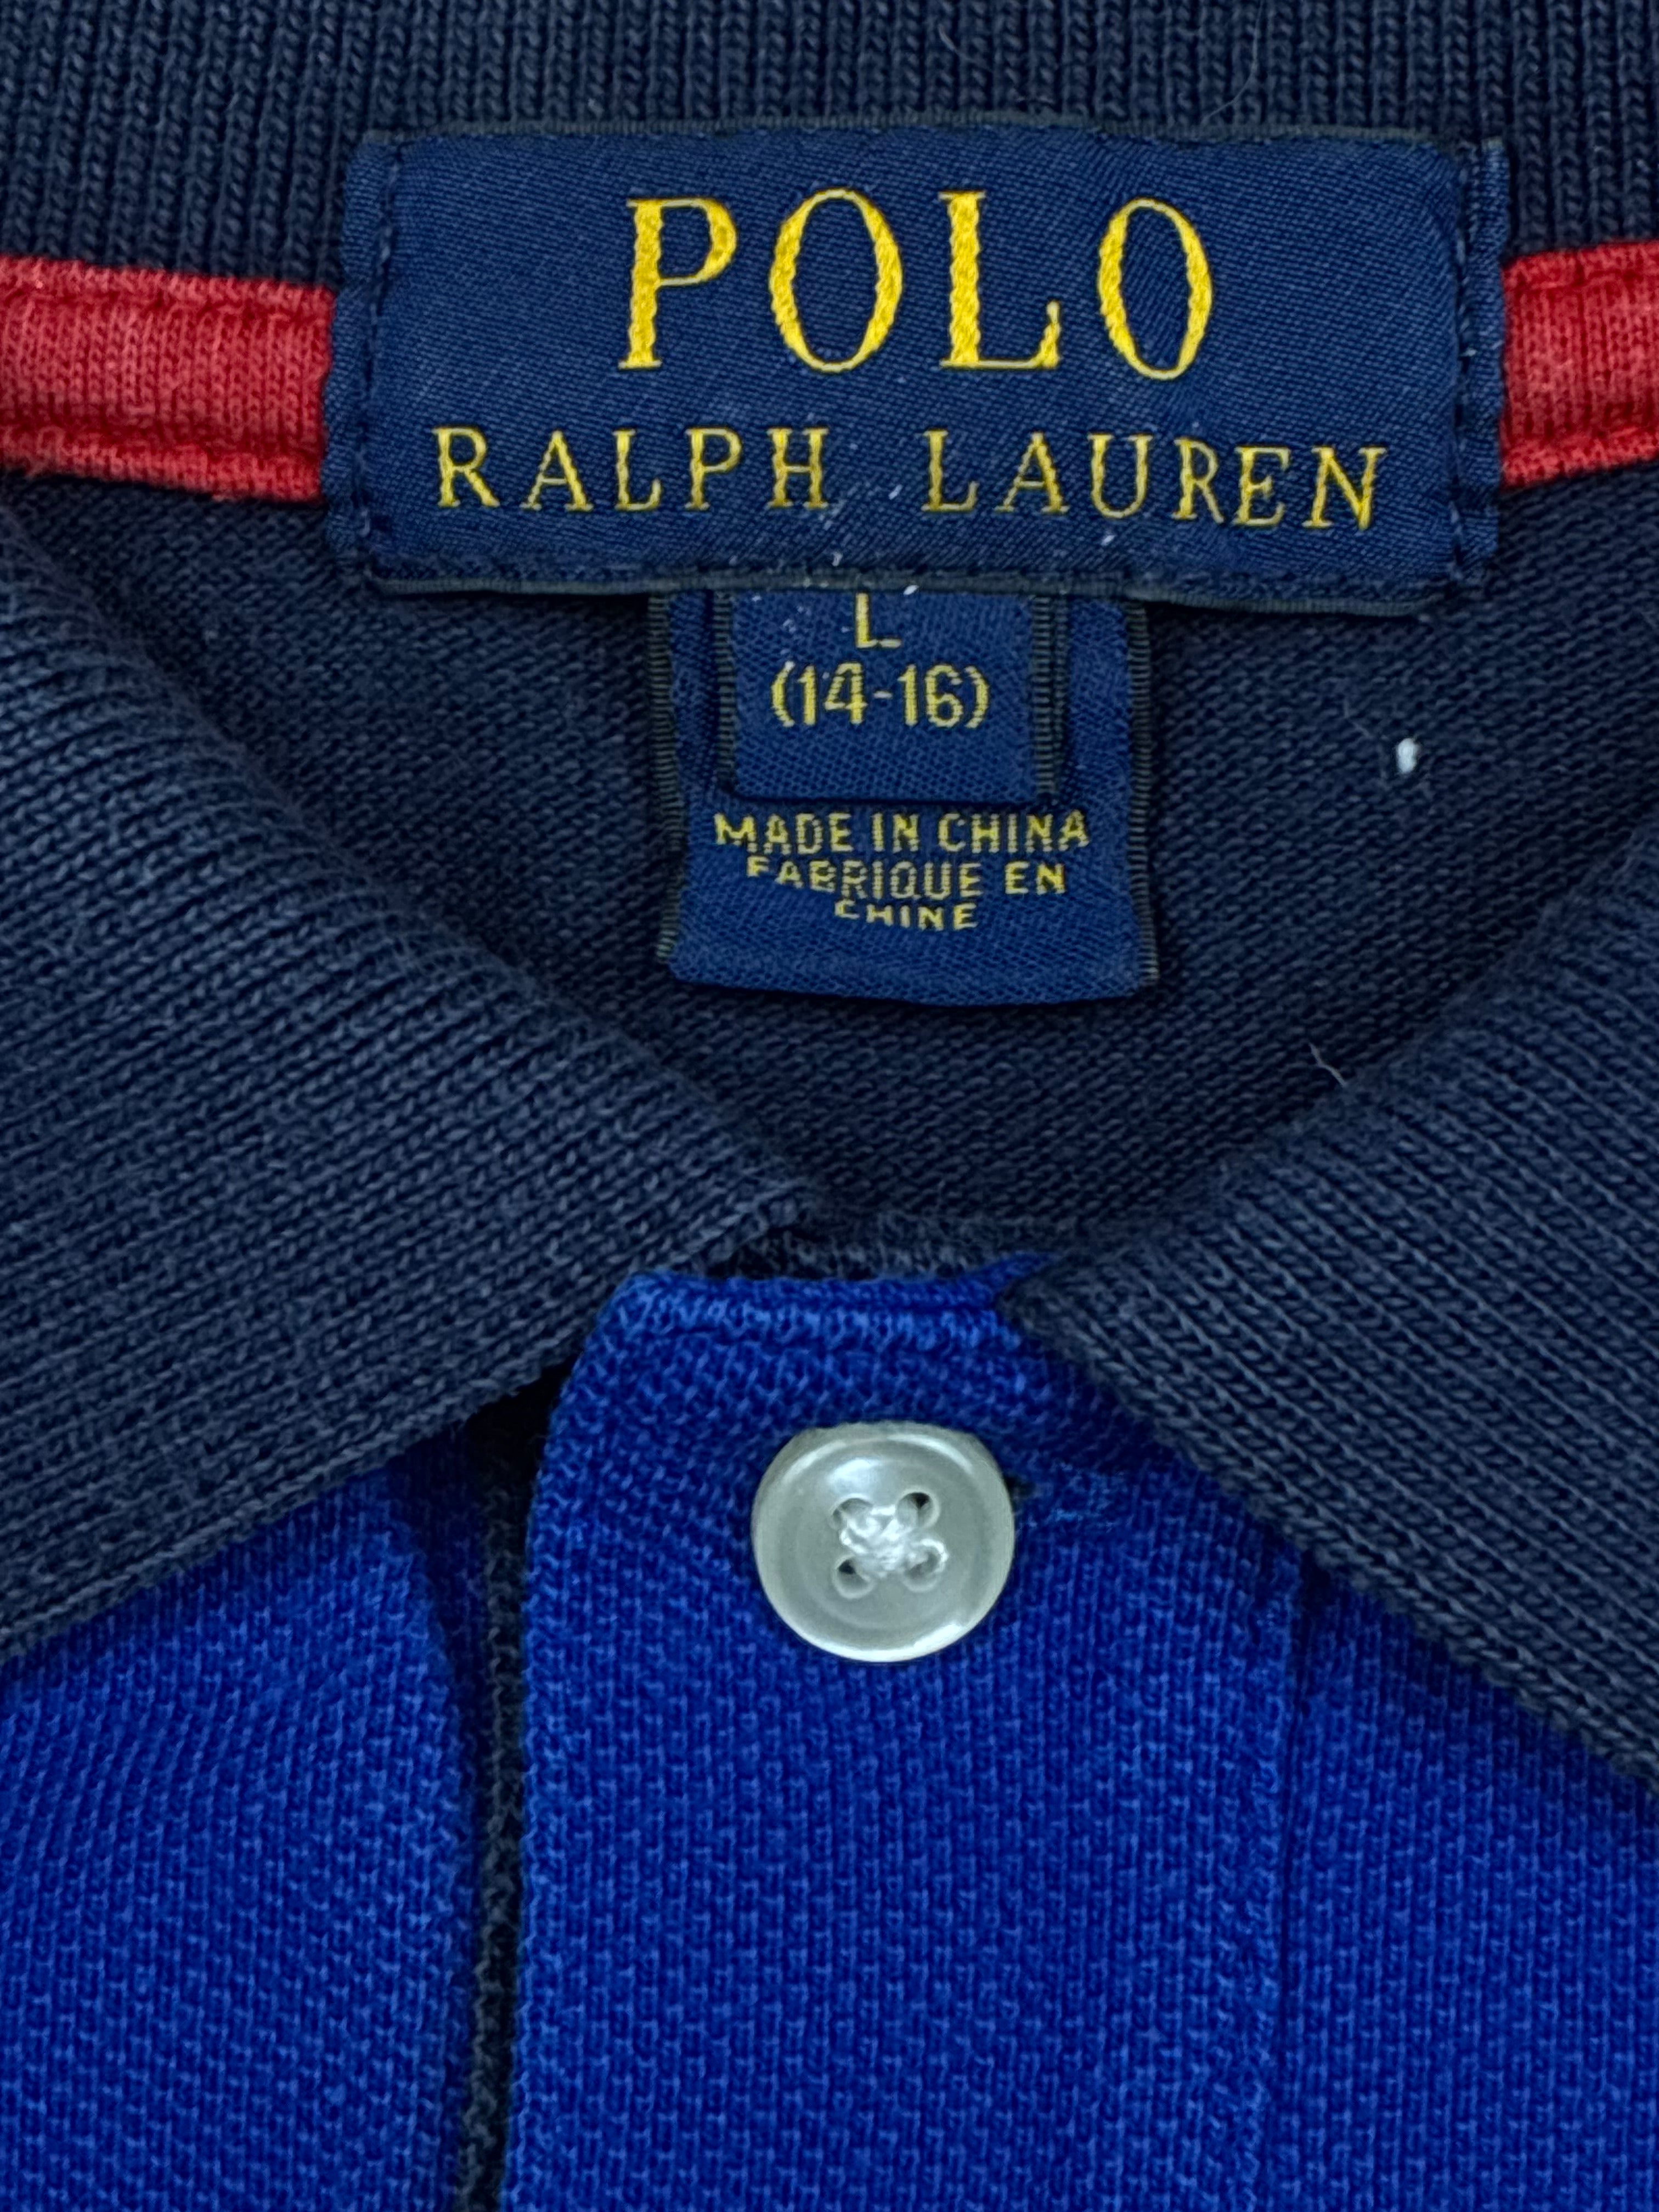 POLO
RALPH LAUREN
L
(14-16)
MADE IN CHINA
FABRIQUE EN
CHINE